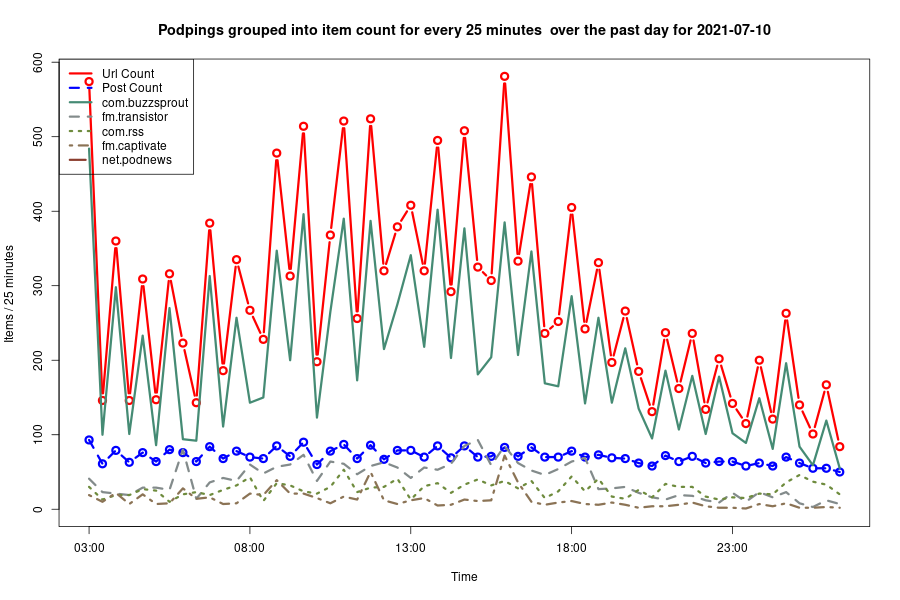 Podpings grouped into item count for every 25 minutes  over the past day for 2021-07-10
Url Count
Post Count
com.buzzsprout
fm.transistor
com.rss
fm.captivate
net.podnews
Items / 25 minutes
600
500
400
300
200
100
0
03:00 08:00 13:00 18:00 23:00
Time